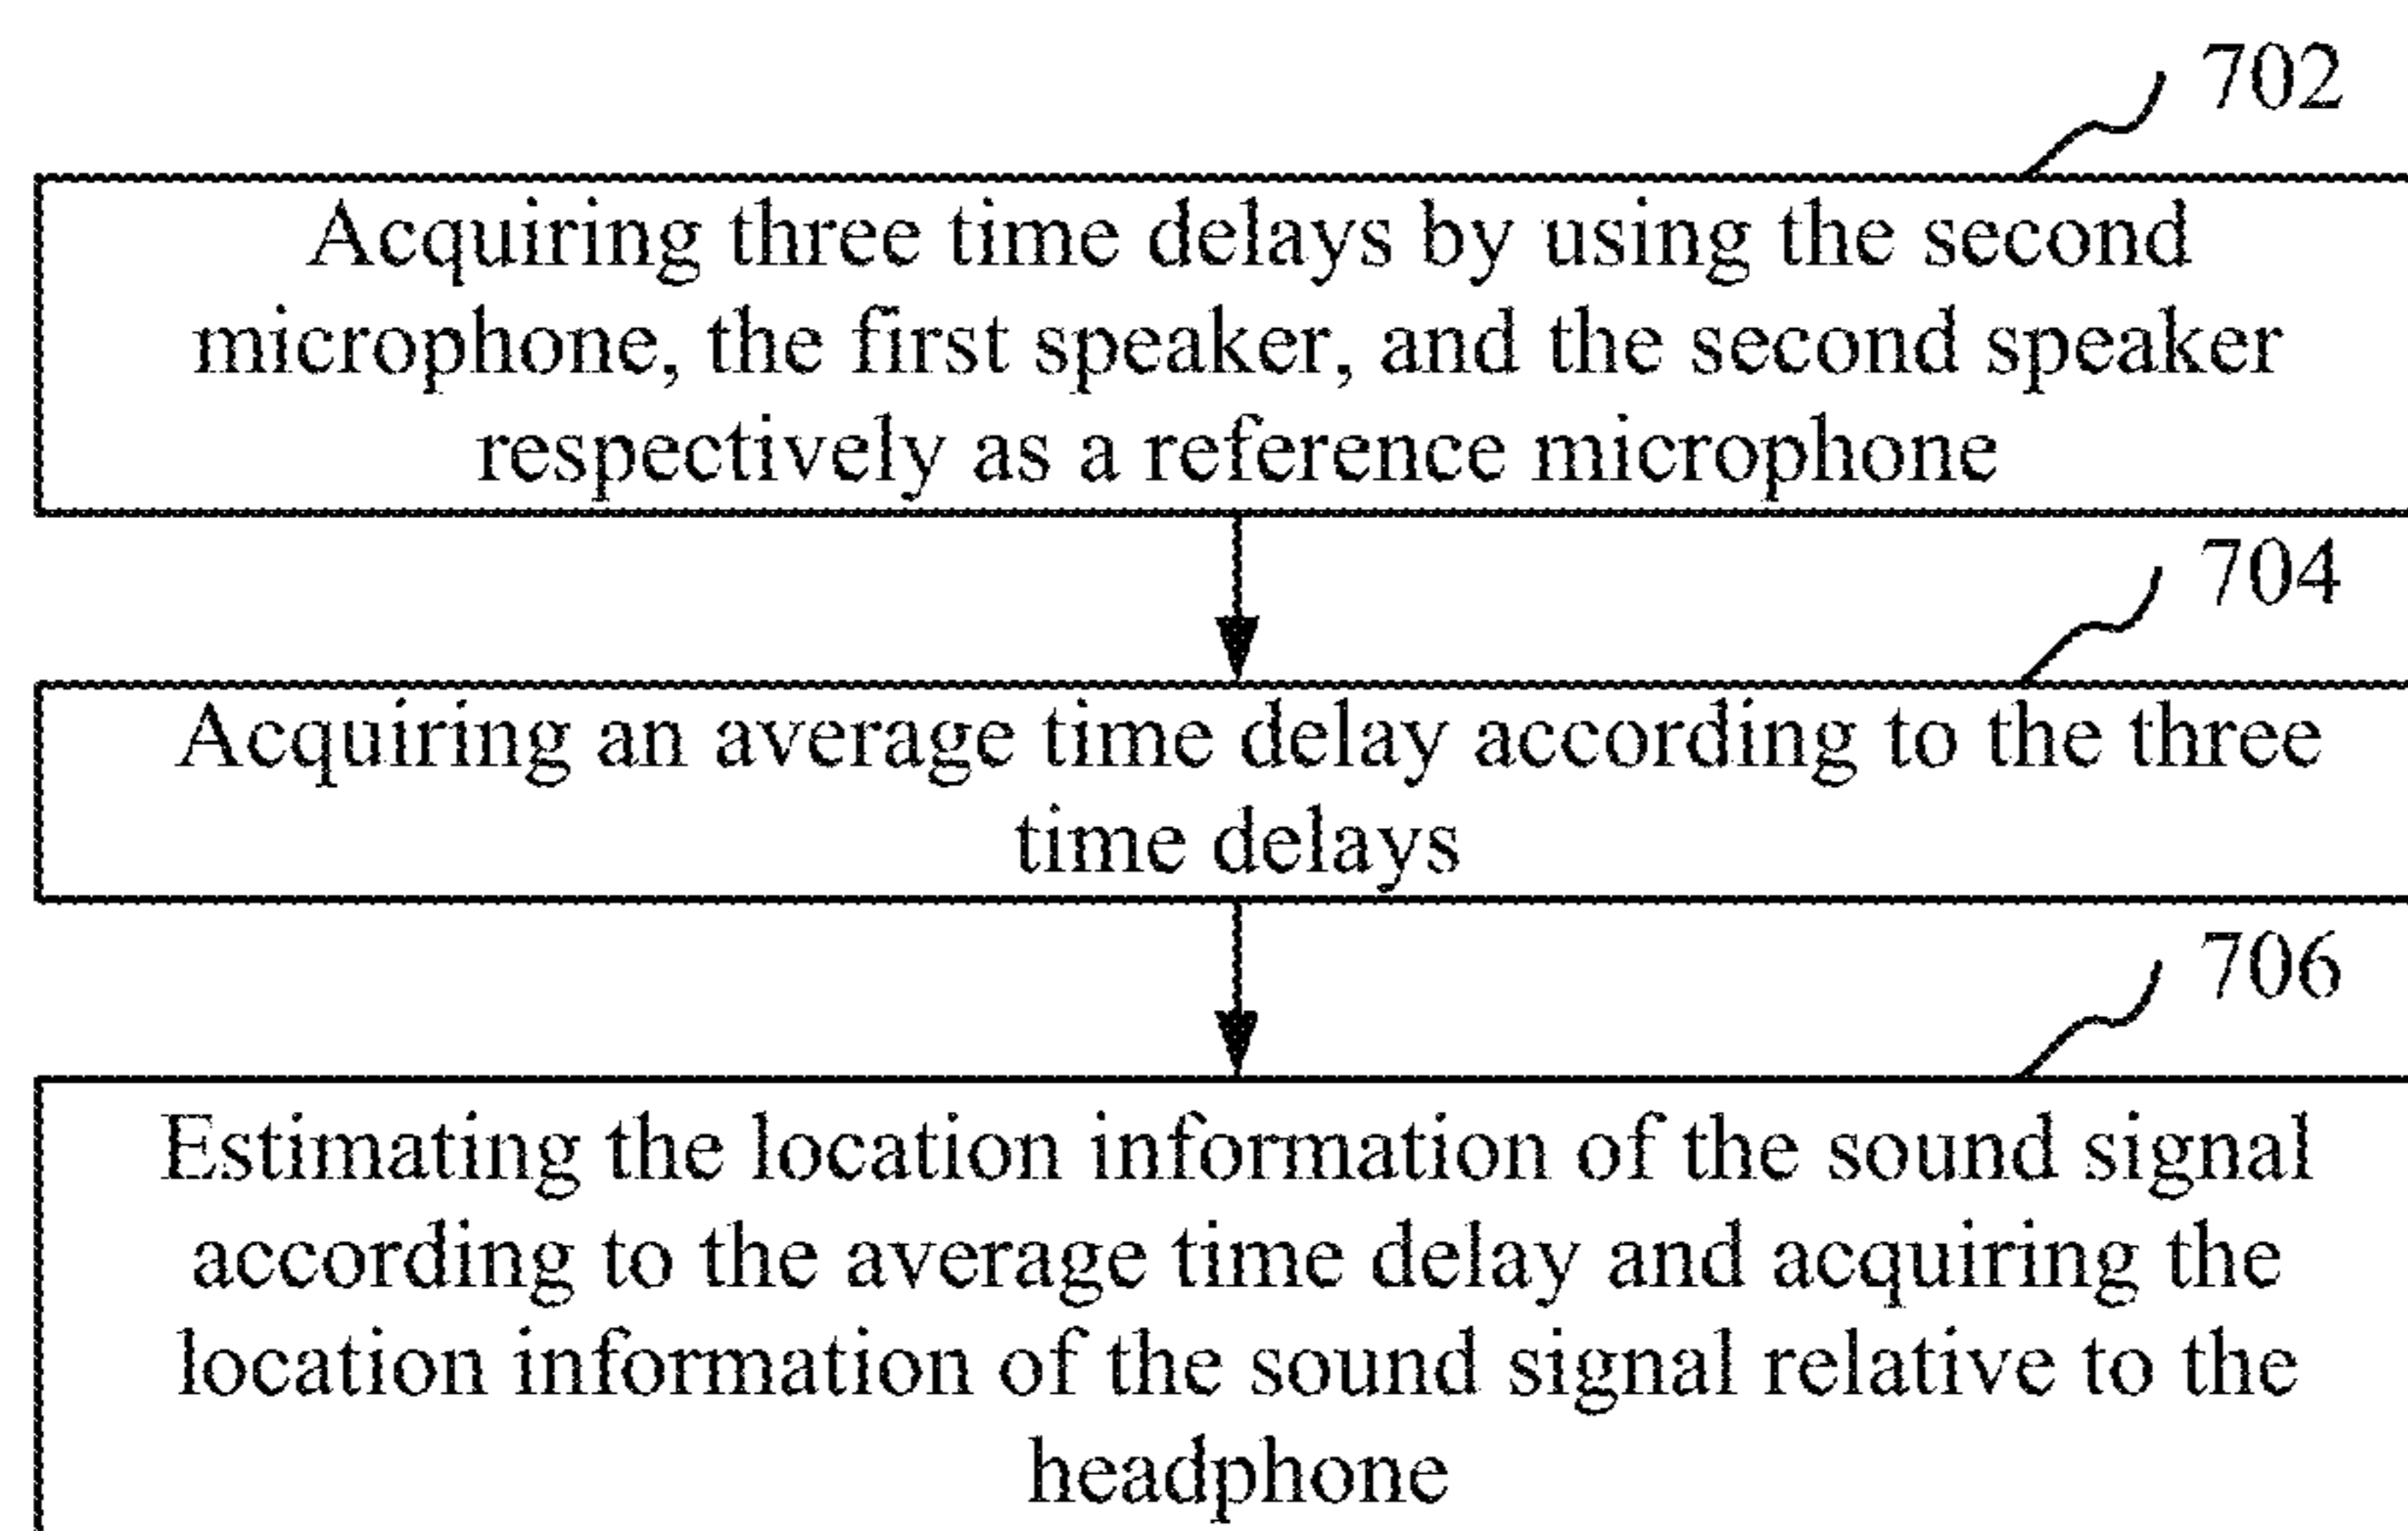 702
Acquiring three time delays by using the second
microphone, the first speaker, and the second speaker
respectively as a reference microphone
704
Acquiring an average time delay according to the three
time delays
706
Estimating the location information of the sound signal
according to the average time delay and acquiring the
location information of the sound signal relative to the
headphone